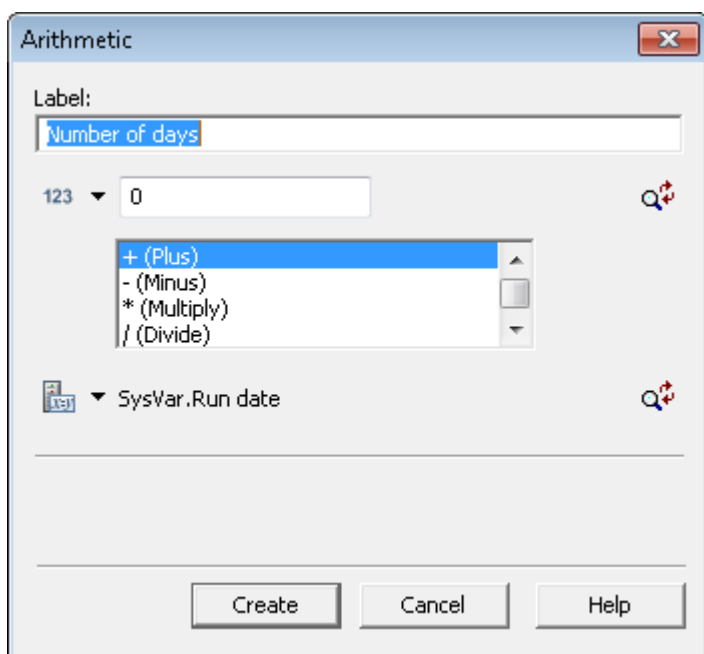 Arithmetic
Label:
Number of days
123 0
+ (Plus)
- (Minus)
* (Multiply)
/ (Divide)
SysVar.Run date
Create Cancel Help